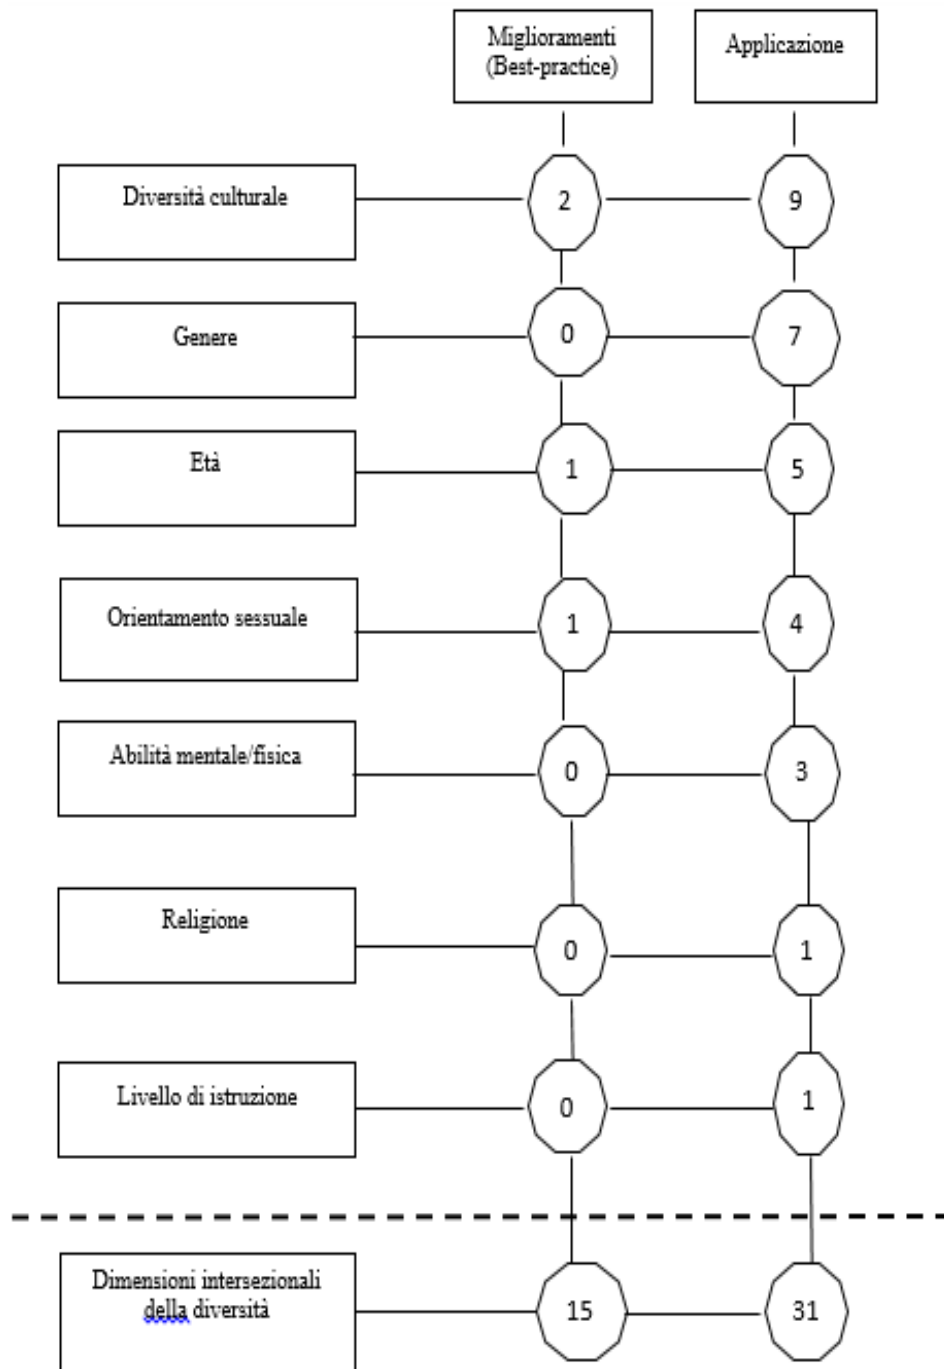 Miglioramenti
(Best-practice)
Applicazione
Diversità culturale
2
9
Genere
0
7
Età
1
5
Orientamento sessuale
1
4
Abilità mentale/fisica
0
3
Religione
0
1
Livello di istruzione
0
1
Dimensioni intersezionali
della diversità
15
31